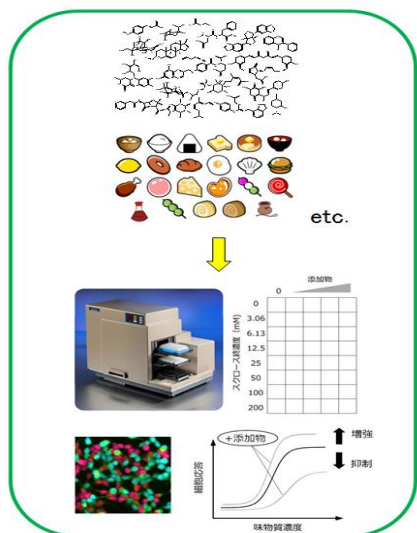 etc.
添加物
0
0
3.06
6.13
12.5
25
50
100
200
スクロース終濃度 (mM)
+添加物
増強
抑制
細胞応答
味物質濃度